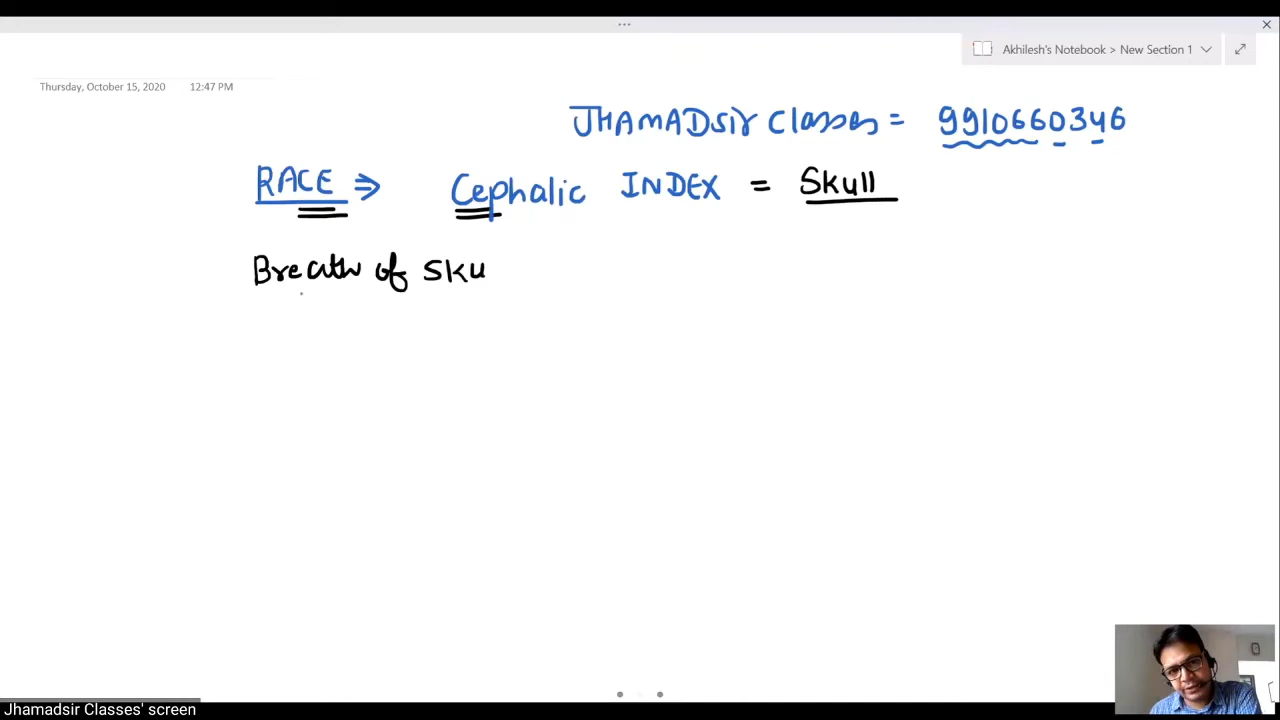 Akhilesh's Notebook > New Section 1
Thursday, October 15, 2020 12:47 PM
JHAMADSir Classes = 9910660346
RACE ⇒ Cephalic INDEX = Skull
Breath of Sku
Jhamadsir Classes' screen